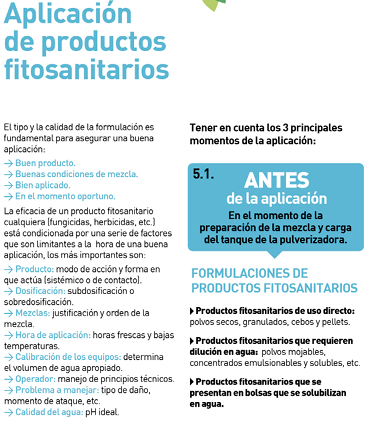 Aplicación
de productos
fitosanitarios
El tipo y la calidad de la formulación es
fundamental para asegurar una buena
aplicación:
→ Buen producto.
→ Buenas condiciones de mezcla.
→ Bien aplicado.
→ En el momento oportuno.
La eficacia de un producto fitosanitario
cualquiera (fungicidas, herbicidas, etc.)
está condicionada por una serie de factores
que son limitantes a la hora de una buena
aplicación, los más importantes son:
→ Producto: modo de acción y forma en
que actúa (sistémico o de contacto).
→ Dosificación: subdosificación o
sobredosificación.
→ Mezclas: justificación y orden de la
mezcla.
→ Hora de aplicación: horas frescas y bajas
temperaturas.
→ Calibración de los equipos: determina
el volumen de agua apropiado.
→ Operador: manejo de principios técnicos.
→ Problema a manejar: tipo de daño,
momento de ataque, etc.
→ Calidad del agua: pH ideal.
Tener en cuenta los 3 principales
momentos de la aplicación:
5.1.
ANTES
de la aplicación
En el momento de la
preparación de la mezcla y carga
del tanque de la pulverizadora.
FORMULACIONES DE
PRODUCTOS FITOSANITARIOS
Productos fitosanitarios de uso directo:
polvos secos, granulados, cebos y pellets.
Productos fitosanitarios que requieren
dilución en agua: polvos mojables,
concentrados emulsionables y solubles, etc.
Productos fitosanitarios que se
presentan en bolsas que se solubilizan
en agua.